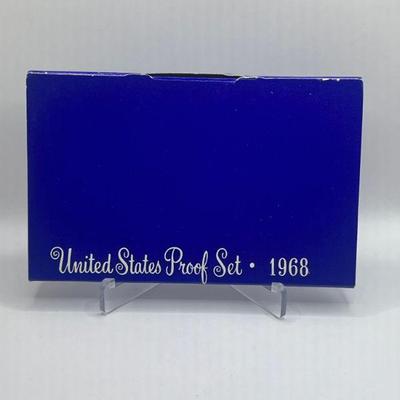 United States Proof Set • 1968